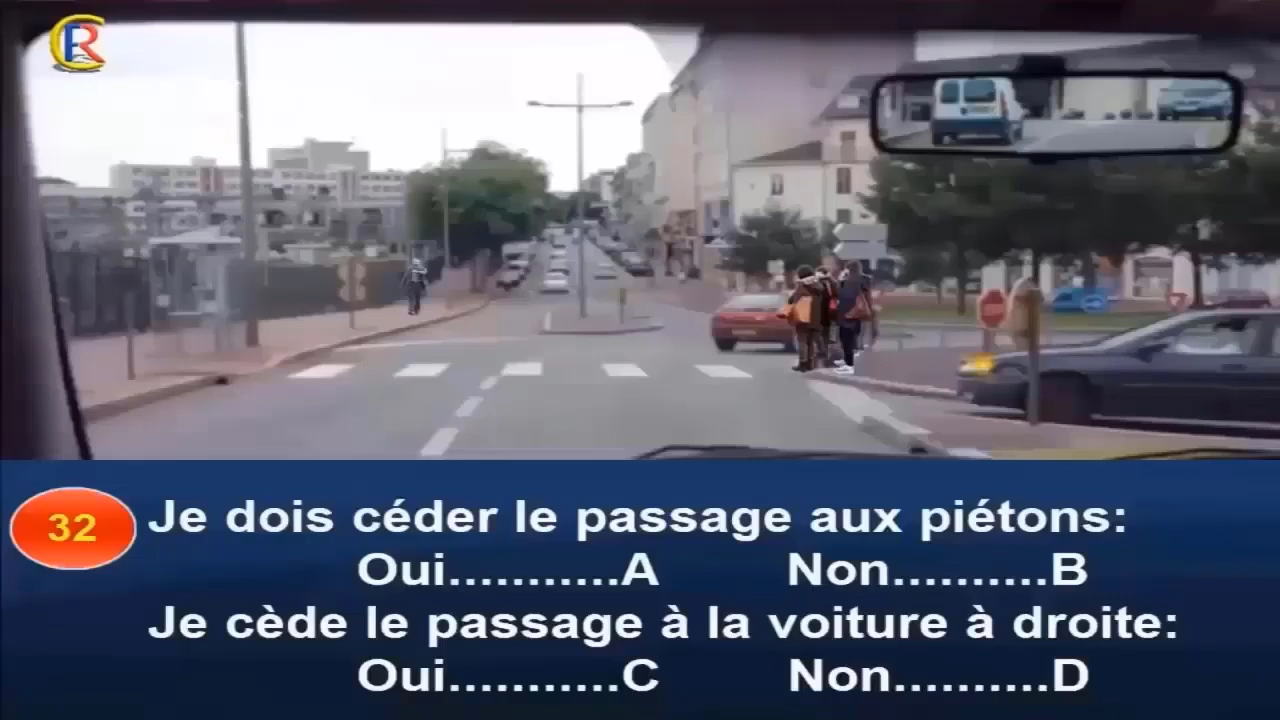 CFR
32
Je dois céder le passage aux piétons:
Oui...........A Non..........B
Je cède le passage à la voiture à droite:
Oui...........C Non..........D